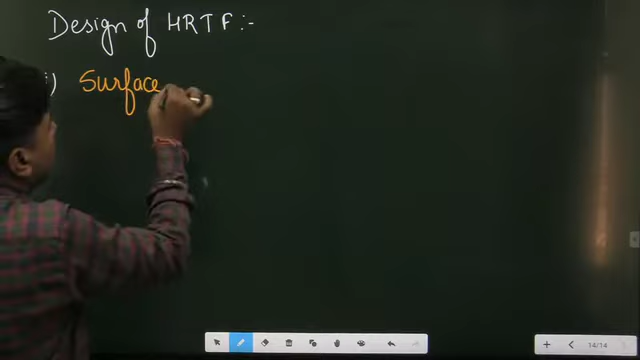 Design of HRTF :-
i) Surface
14/14